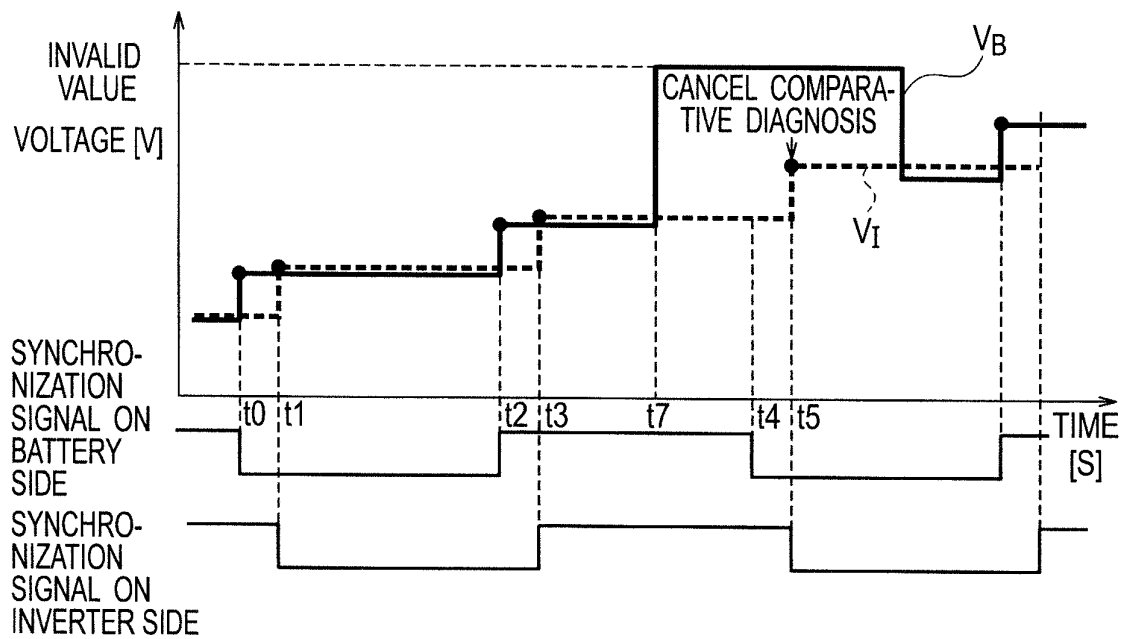 INVALID
VALUE
VOLTAGE [V]
V_B
CANCEL COMPARA-
TIVE DIAGNOSIS
V_I
SYNCHRO-
NIZATION
SIGNAL ON
BATTERY
SIDE
t0 t1 t2 t3 t7 t4 t5
TIME
[S]
SYNCHRO-
NIZATION
SIGNAL ON
INVERTER SIDE